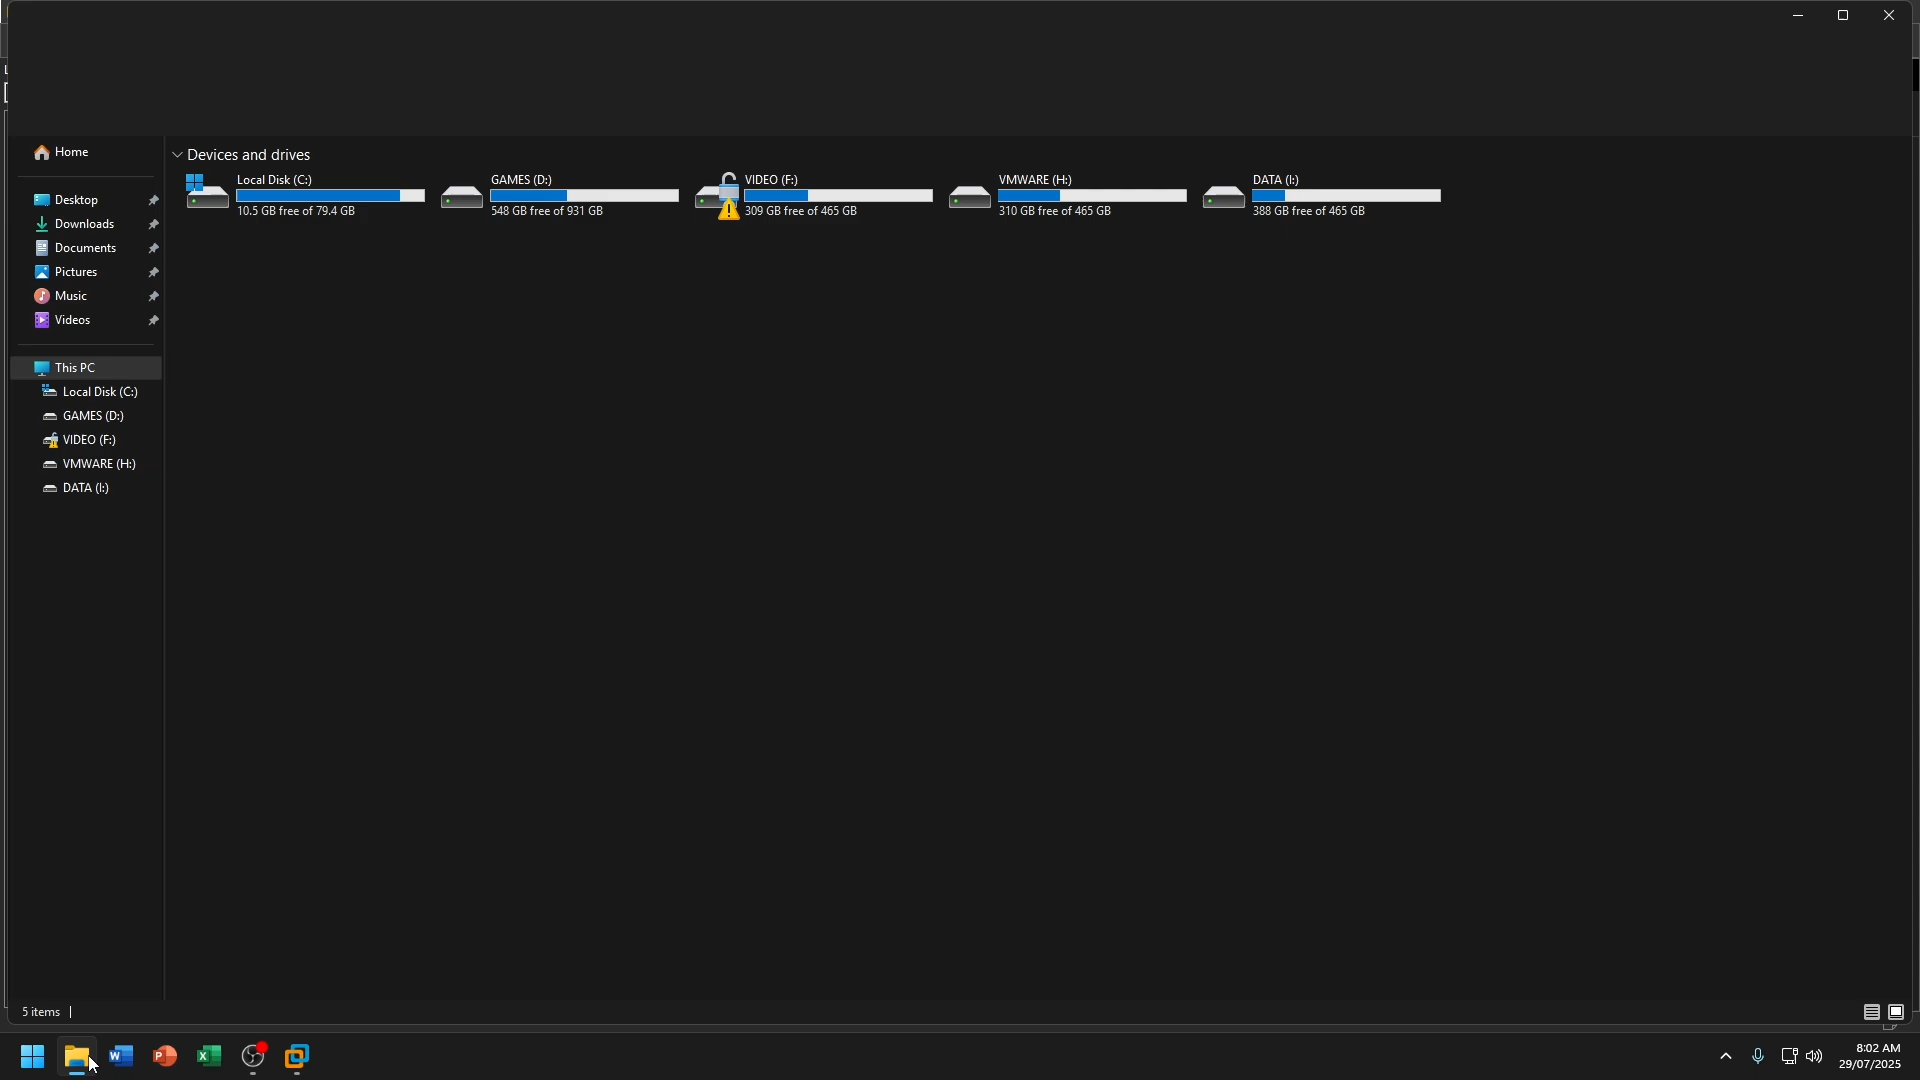 Home
Desktop
Downloads
Documents
Pictures
Music
Videos
This PC
Local Disk (C:)
GAMES (D:)
VIDEO (F:)
VMWARE (H:)
DATA (I:)
Devices and drives
Local Disk (C:)
10.5 GB free of 79.4 GB
GAMES (D:)
548 GB free of 931 GB
VIDEO (F:)
309 GB free of 465 GB
VMWARE (H:)
310 GB free of 465 GB
DATA (I:)
388 GB free of 465 GB
5 items
8:02 AM
29/07/2025